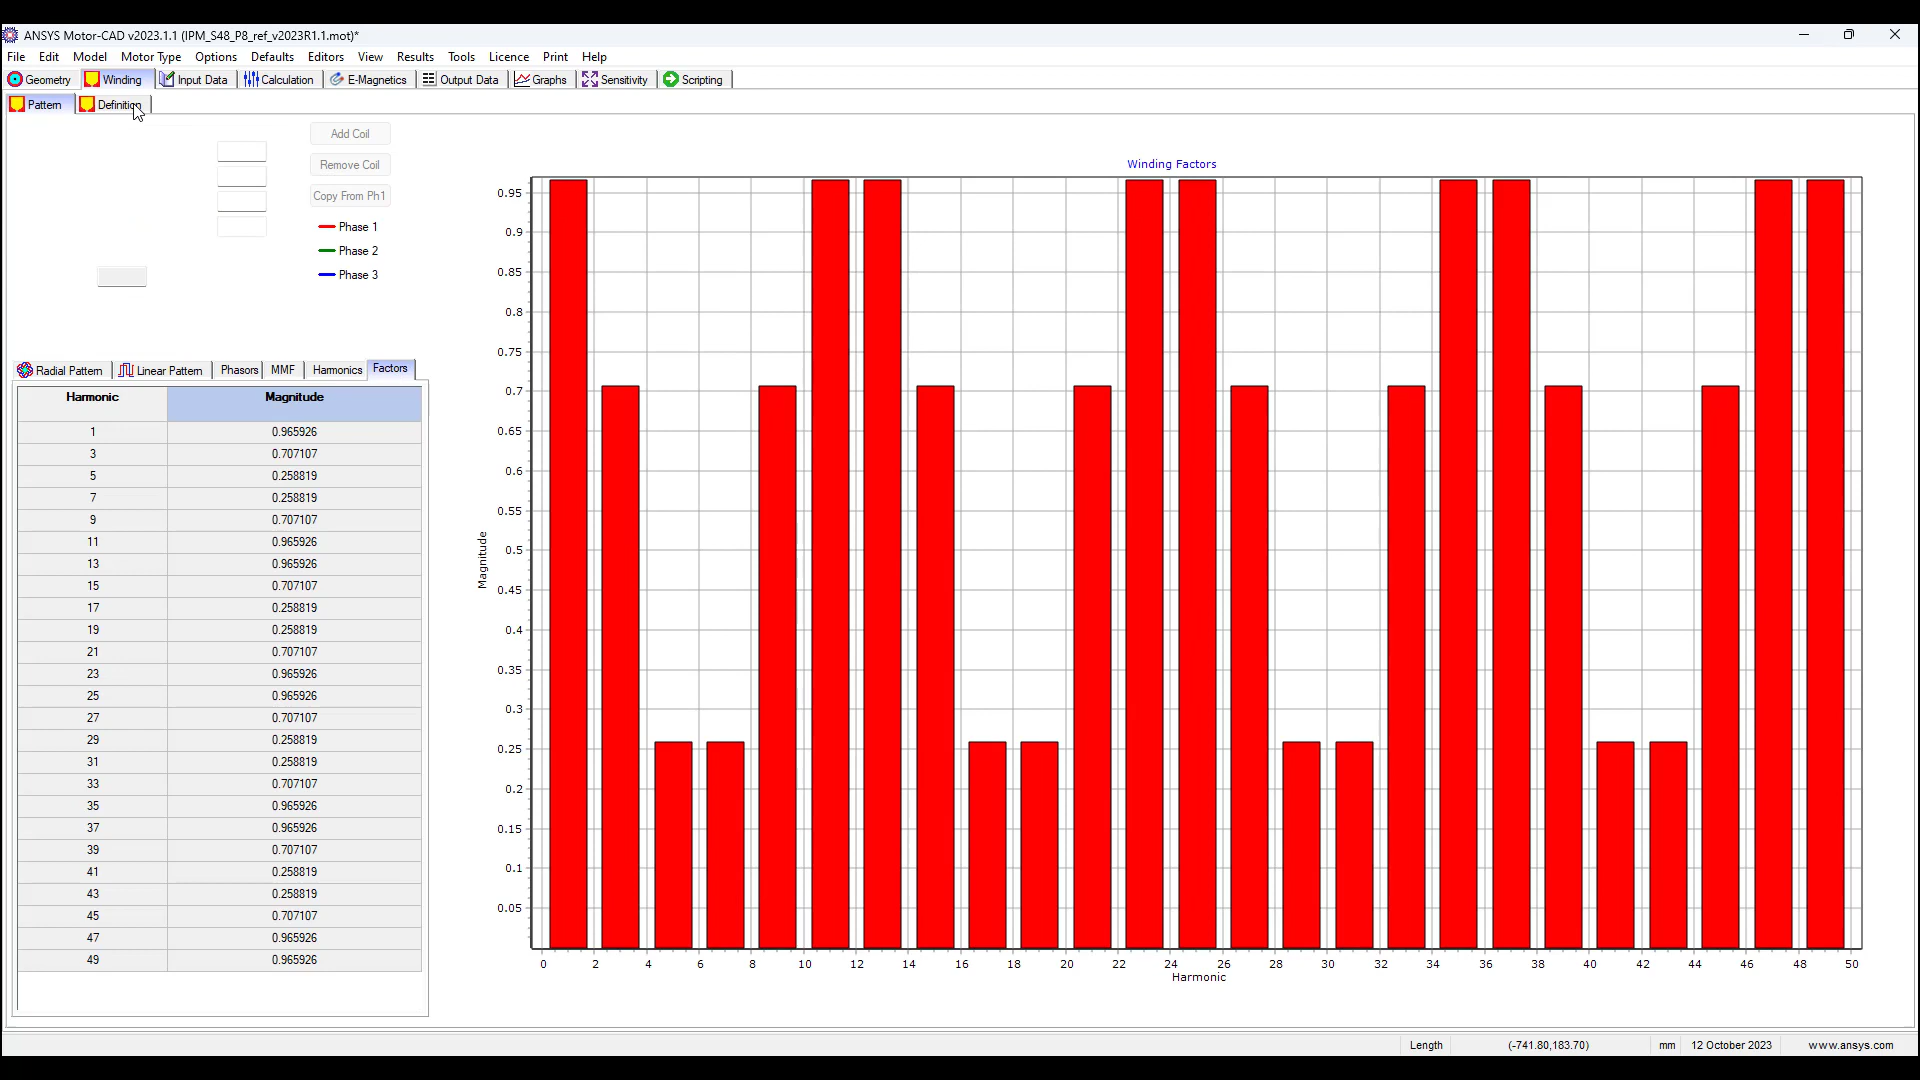 ANSYS Motor-CAD v2023.1.1 (IPM_S48_P8_ref_v2023R1.1.mot)*
File Edit Model Motor Type Options Defaults Editors View Results Tools Licence Print Help
Geometry Winding Input Data Calculation E-Magnetics Output Data Graphs Sensitivity Scripting
Pattern Definition
Add Coil
Remove Coil
Copy From Ph1
Phase 1
Phase 2
Phase 3
Radial Pattern Linear Pattern Phasors MMF Harmonics Factors
Harmonic Magnitude
1 0.965926
3 0.707107
5 0.258819
7 0.258819
9 0.707107
11 0.965926
13 0.965926
15 0.707107
17 0.258819
19 0.258819
21 0.707107
23 0.965926
25 0.965926
27 0.707107
29 0.258819
31 0.258819
33 0.707107
35 0.965926
37 0.965926
39 0.707107
41 0.258819
43 0.258819
45 0.707107
47 0.965926
49 0.965926
Winding Factors
0.95
0.9
0.85
0.8
0.75
0.7
0.65
0.6
0.55
0.5
0.45
0.4
0.35
0.3
0.25
0.2
0.15
0.1
0.05
Magnitude
0 2 4 6 8 10 12 14 16 18 20 22 24 26 28 30 32 34 36 38 40 42 44 46 48 50
Harmonic
Length (-741.80,183.70) mm 12 October 2023 www.ansys.com